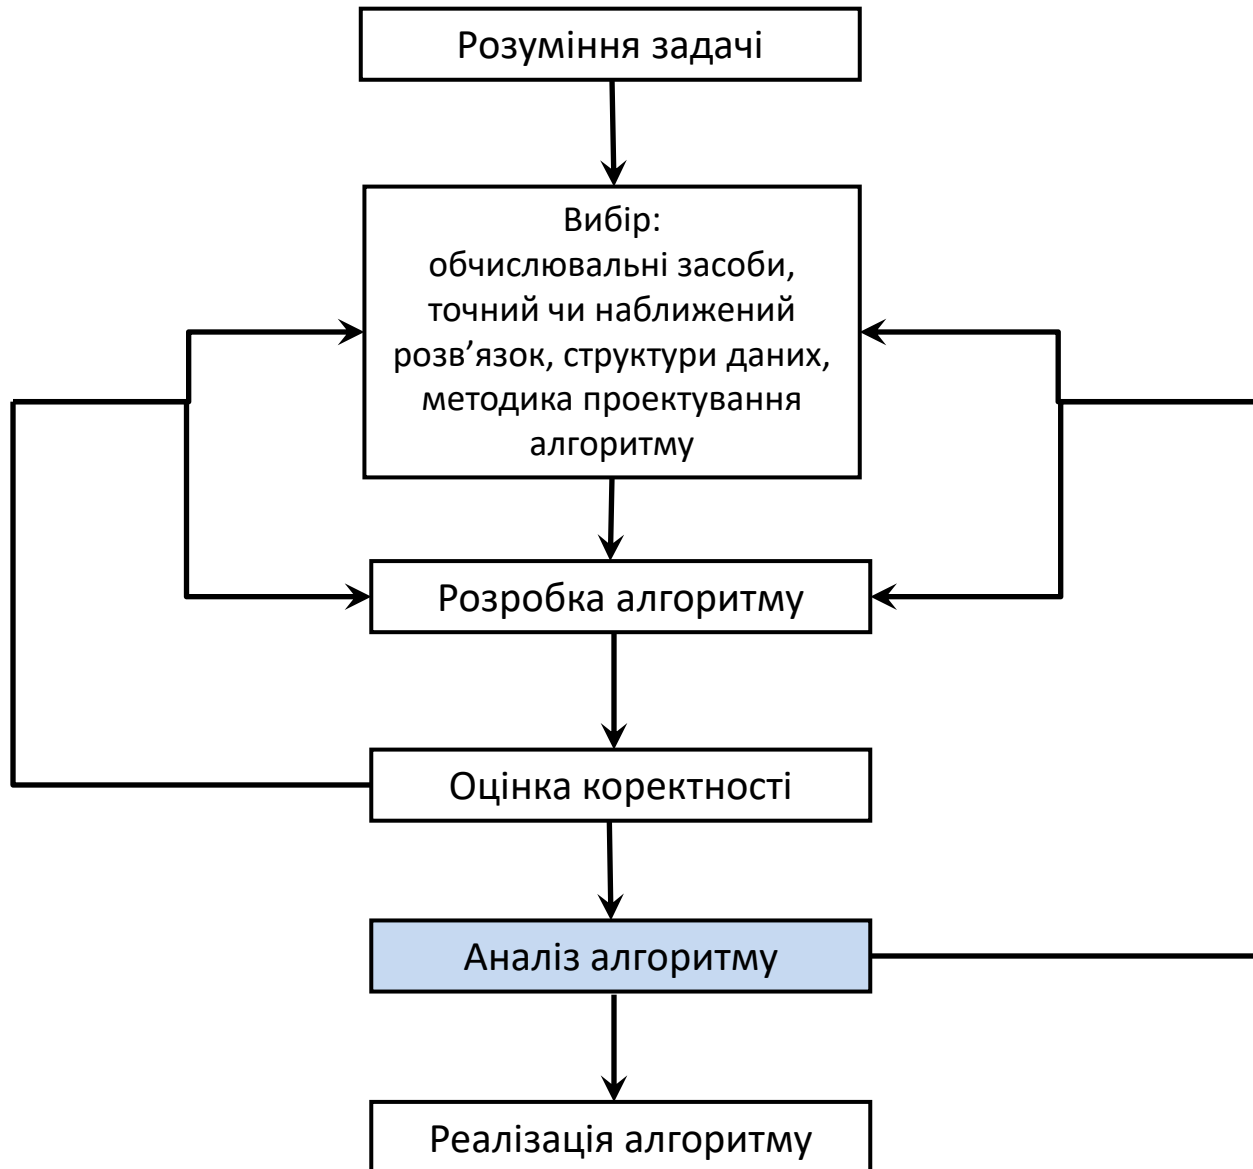 Розуміння задачі
Вибір:
обчислювальні засоби,
точний чи наближений
розв’язок, структури даних,
методика проектування
алгоритму
Розробка алгоритму
Оцінка коректності
Аналіз алгоритму
Реалізація алгоритму